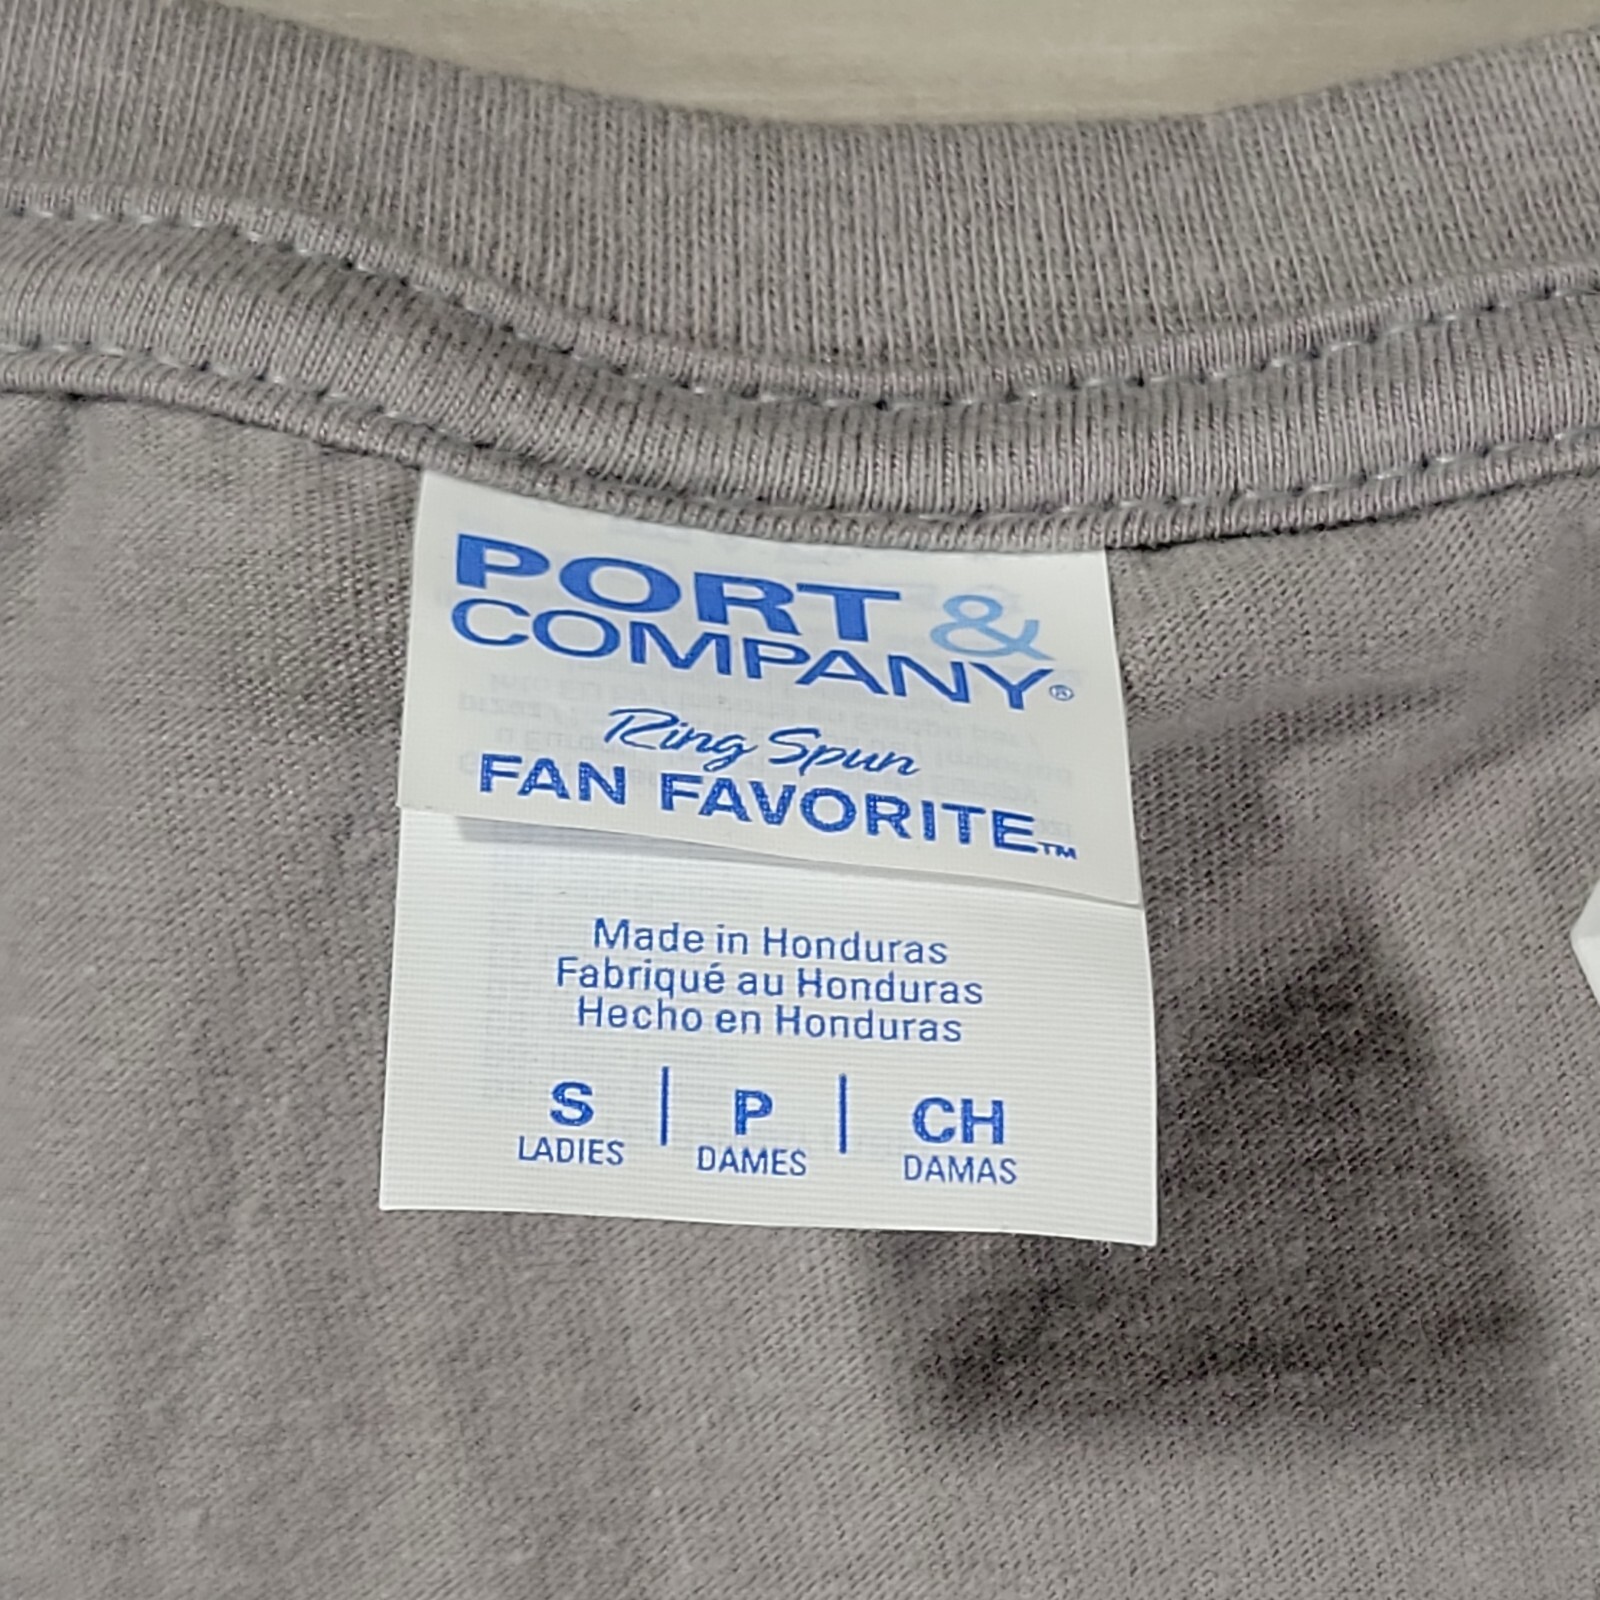 PORT &
COMPANY®
Ring Spun
FAN FAVORITE™
Made in Honduras
Fabriqué au Honduras
Hecho en Honduras
S | P | CH
LADIES DAMES DAMAS